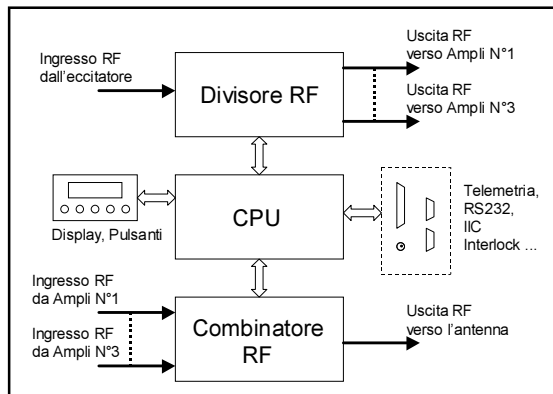 Ingresso RF
dall'eccitatore
Divisore RF
Uscita RF
verso Ampli N°1
Uscita RF
verso Ampli N°3
Display, Pulsanti
CPU
Telemetria,
RS232,
IIC
Interlock ...
Ingresso RF
da Ampli N°1
Ingresso RF
da Ampli N°3
Combinatore
RF
Uscita RF
verso l'antenna